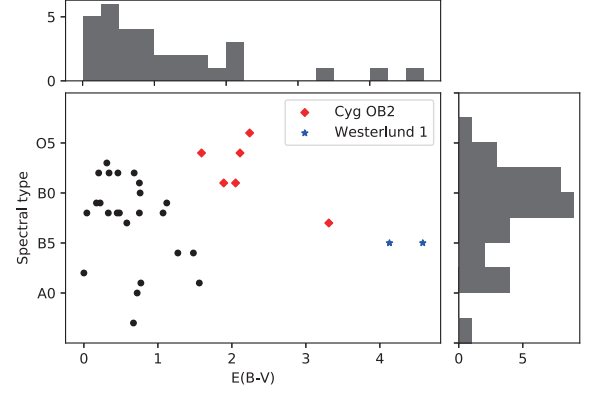 5
0
Cyg OB2
Westerlund 1
O5
B0
B5
A0
Spectral type
0 1 2 3 4
E(B-V)
0 5